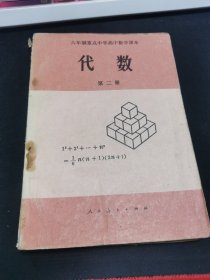 六年制重点中学高中数学课本
代数
第二册
1²+2²+…+n²
=1/6 n(n+1)(2n+1)
人民教育出版社